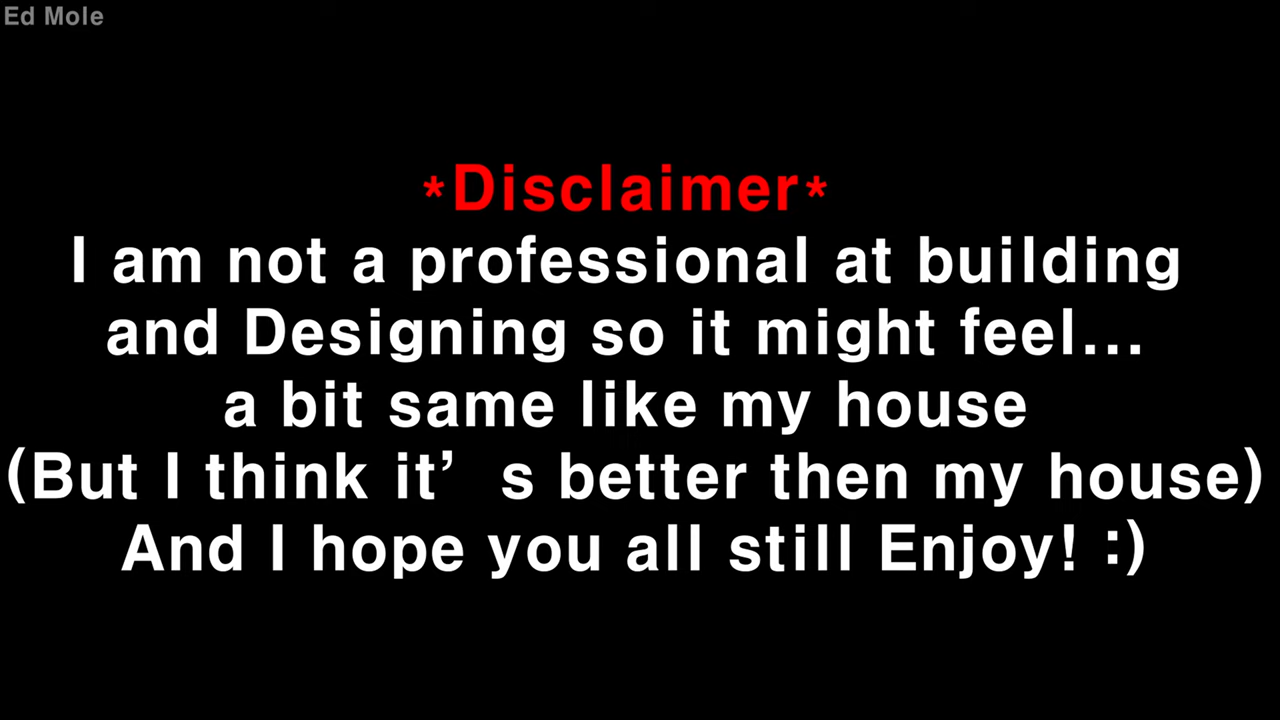 Ed Mole
*Disclaimer*
I am not a professional at building
and Designing so it might feel...
a bit same like my house
(But I think it’s better then my house)
And I hope you all still Enjoy! :)